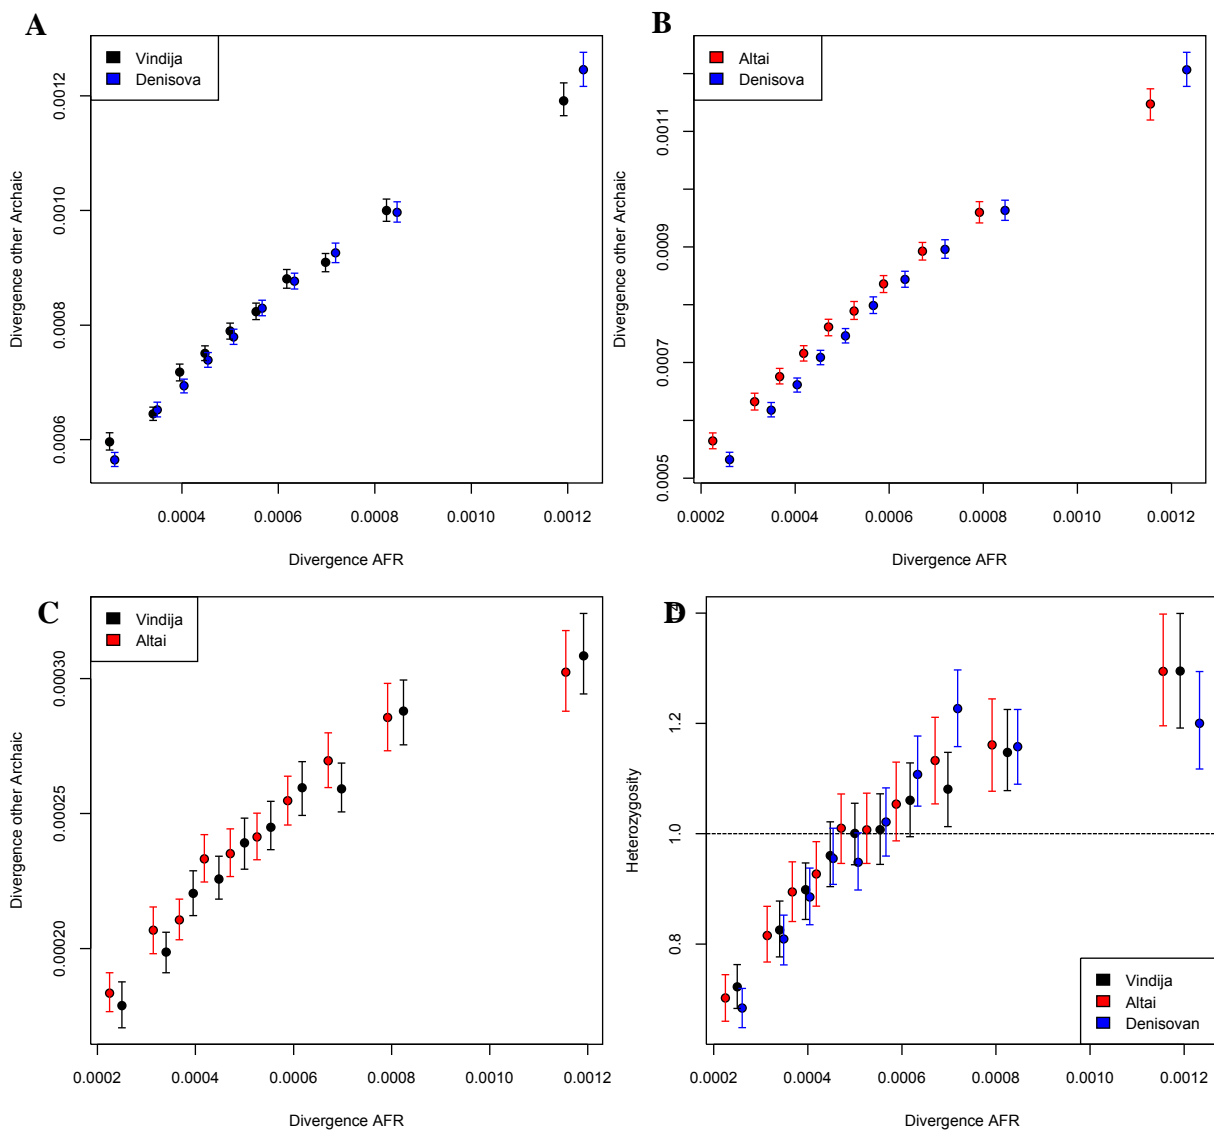 A
Vindija
Denisova
Divergence other Archaic
0.0006
0.0008
0.0010
0.0012
0.0004
0.0006
0.0008
0.0010
0.0012
Divergence AFR
B
Altai
Denisova
Divergence other Archaic
0.0005
0.0007
0.0009
0.0011
0.0002
0.0004
0.0006
0.0008
0.0010
0.0012
Divergence AFR
C
Vindija
Altai
Divergence other Archaic
0.00020
0.00025
0.00030
0.0002
0.0004
0.0006
0.0008
0.0010
0.0012
Divergence AFR
D
Heterozygosity
0.8
1.0
1.2
Vindija
Altai
Denisovan
0.0002
0.0004
0.0006
0.0008
0.0010
0.0012
Divergence AFR